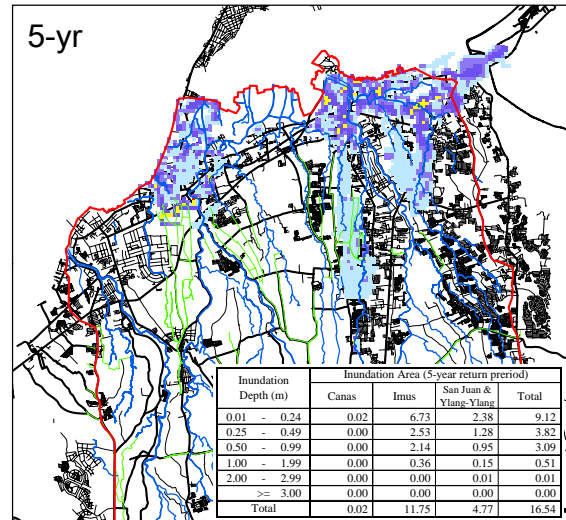 5-yr
Inundation Depth (m) Inundation Area (5-year return period)
Canas Imus San Juan & Ylang-Ylang Total
0.01 - 0.24 0.02 6.73 2.38 9.12
0.25 - 0.49 0.00 2.53 1.28 3.82
0.50 - 0.99 0.00 2.14 0.95 3.09
1.00 - 1.99 0.00 0.36 0.15 0.51
2.00 - 2.99 0.00 0.00 0.01 0.01
>= 3.00 0.00 0.00 0.00 0.00
Total 0.02 11.75 4.77 16.54